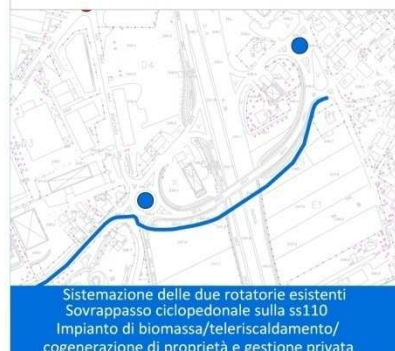 Sistemazione delle due rotatorie esistenti
Sovrappasso ciclopedonale sulla ss110
Impianto di biomassa/teleriscaldamento/
cogenerazione di proprietà e gestione privata